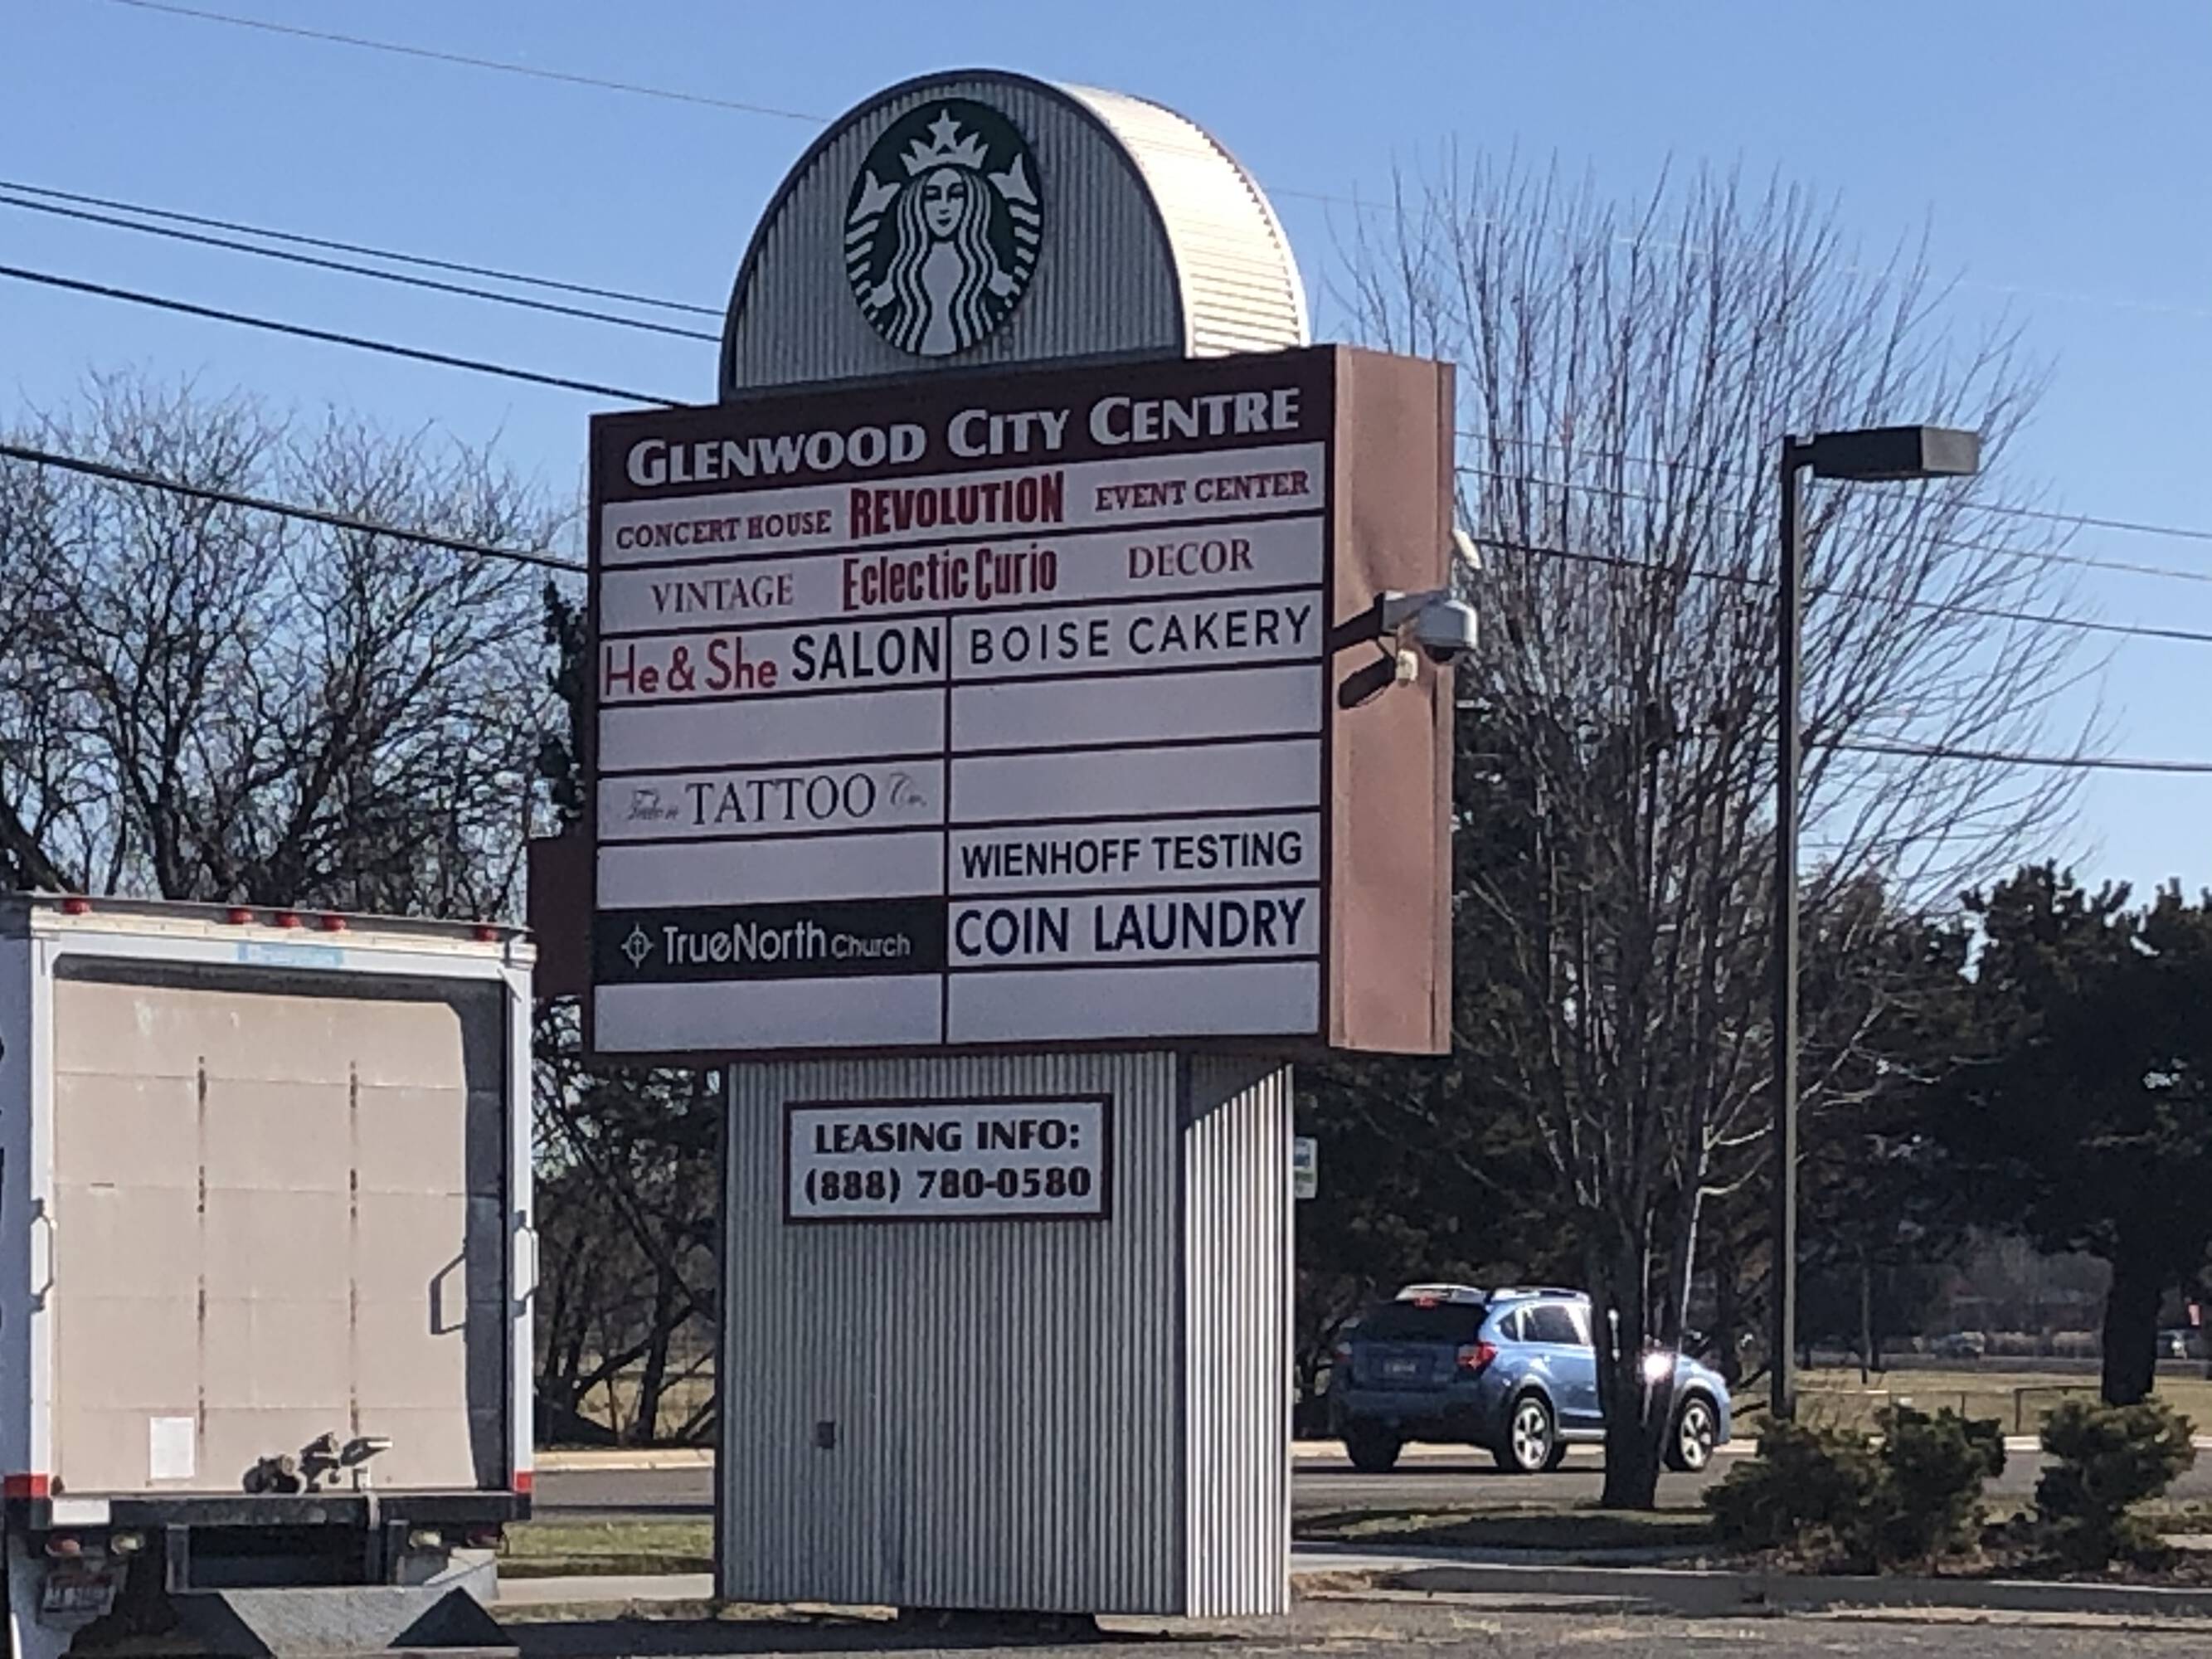 GLENWOOD CITY CENTRE
CONCERT HOUSE REVOLUTION EVENT CENTER
VINTAGE Eclectic Curio DECOR
He & She SALON
BOISE CAKERY
TATTOO Co.
WIENHOFF TESTING
TrueNorth Church
COIN LAUNDRY
LEASING INFO:
(888) 780-0580